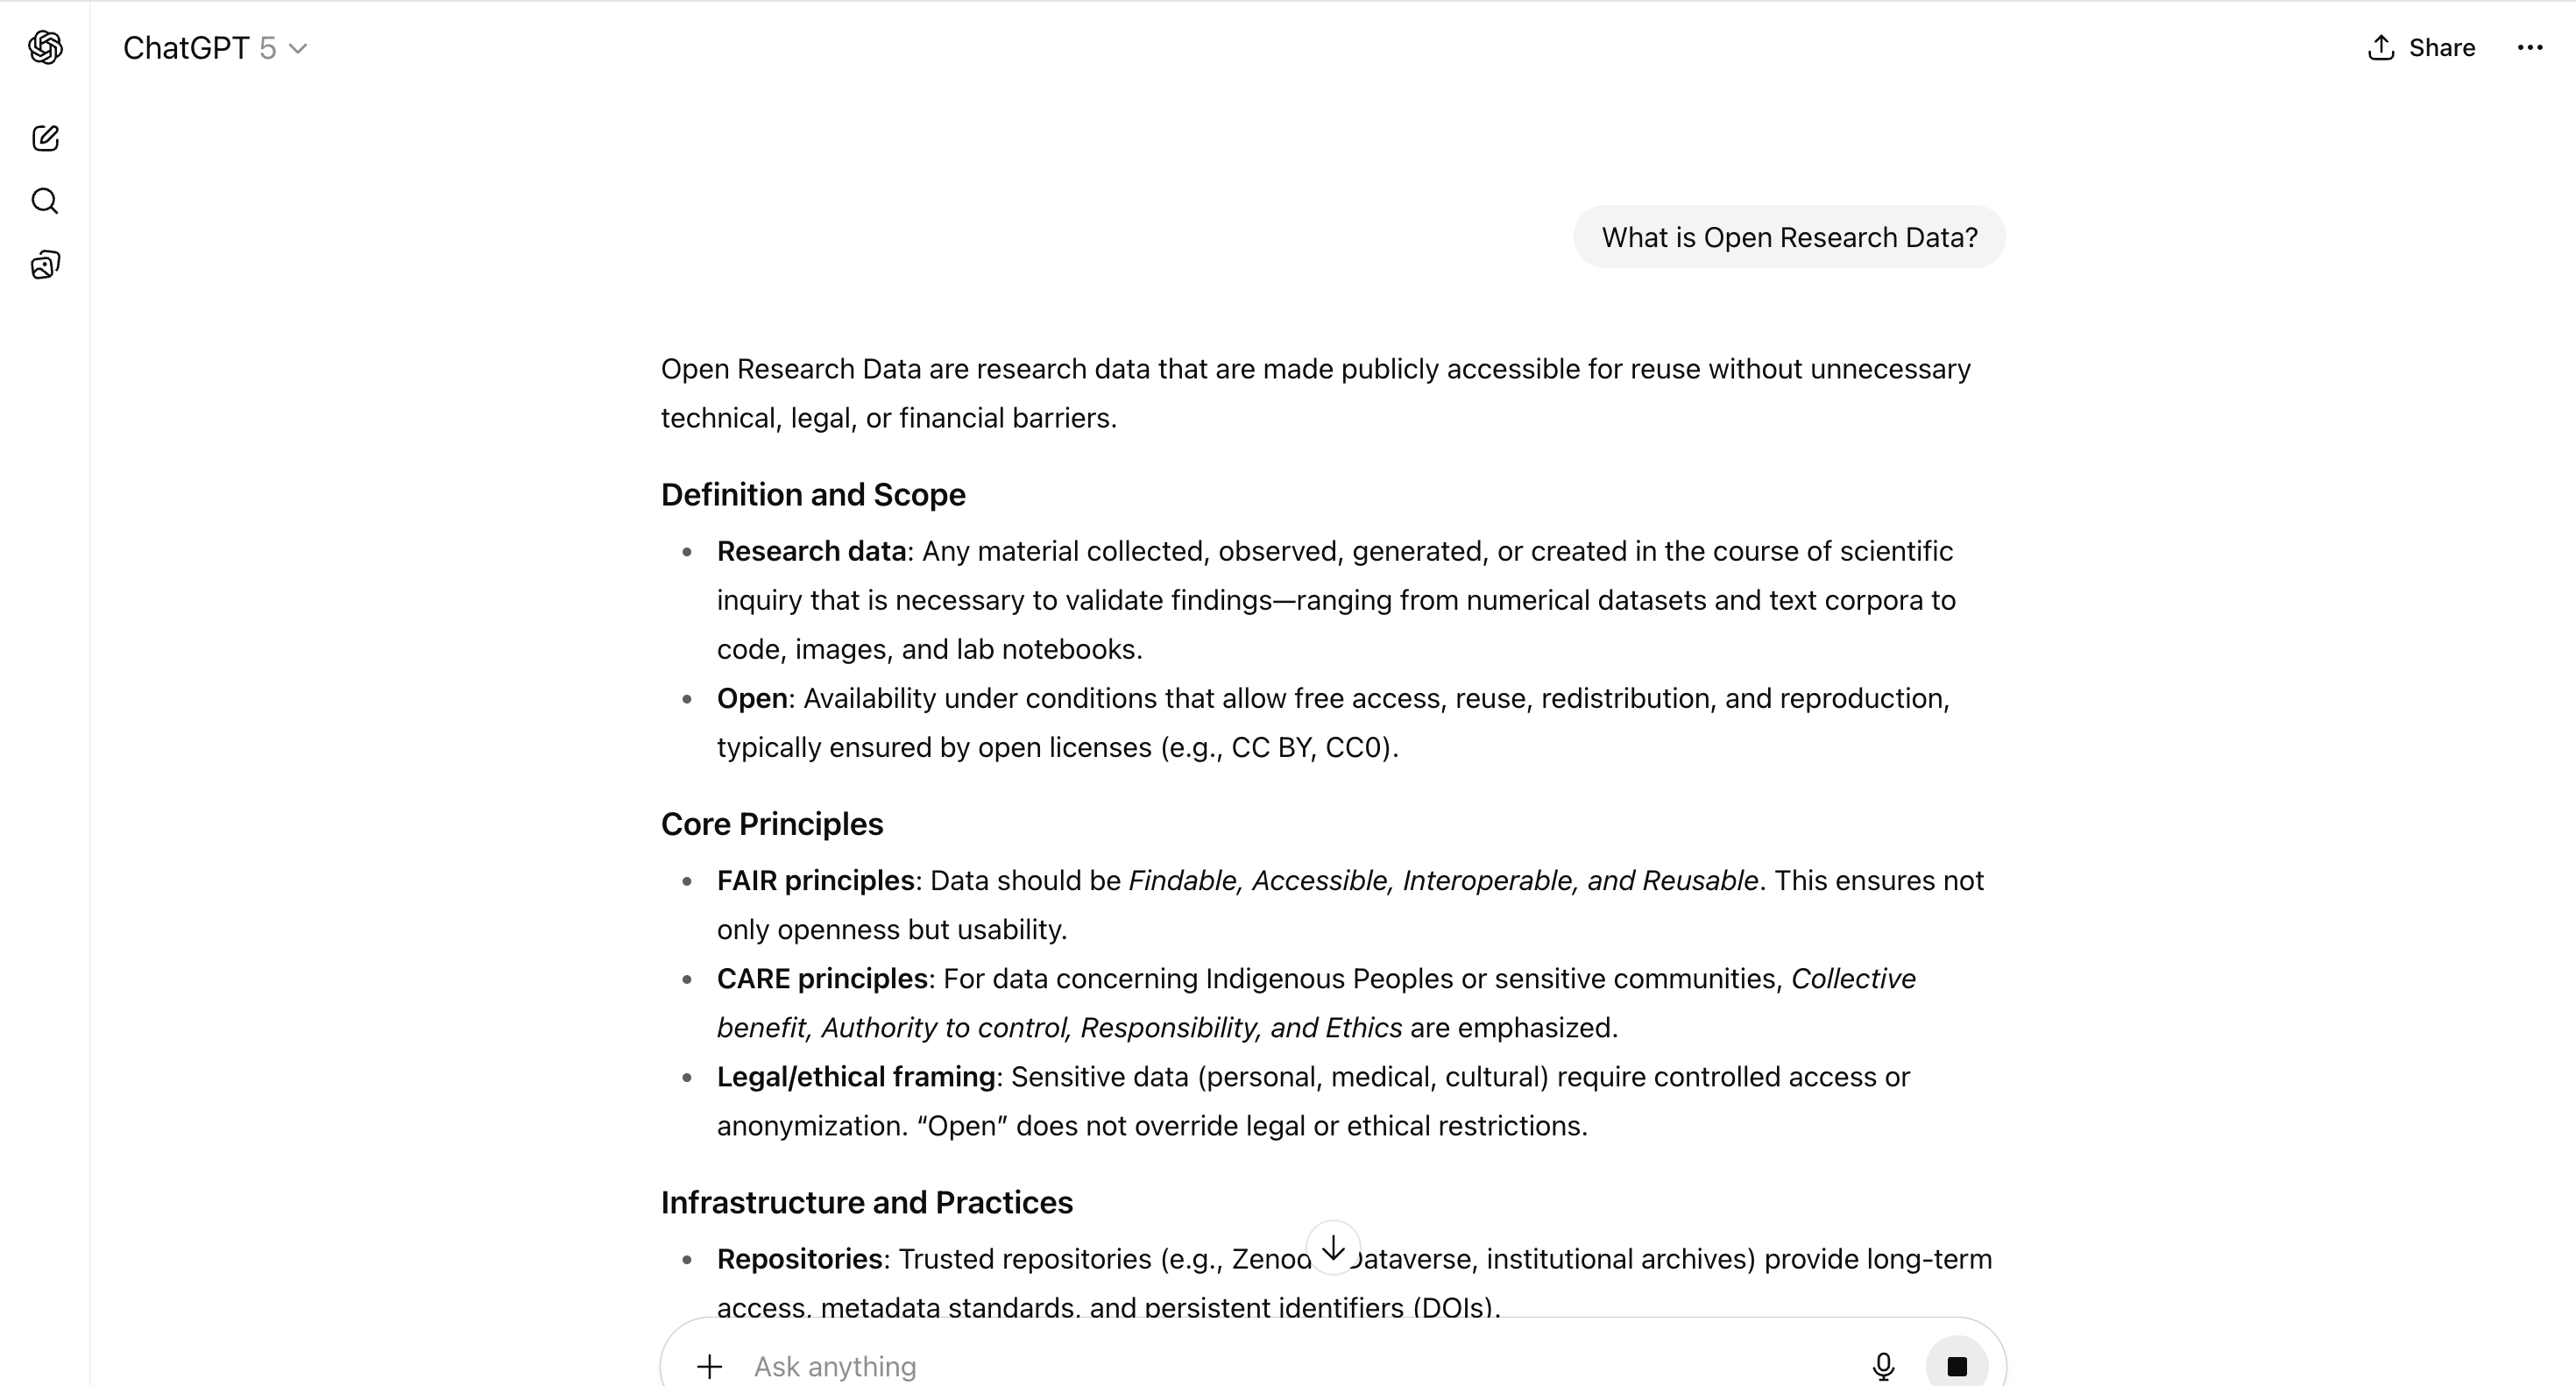 ChatGPT 5
Share
What is Open Research Data?
Open Research Data are research data that are made publicly accessible for reuse without unnecessary
technical, legal, or financial barriers.
Definition and Scope
• Research data: Any material collected, observed, generated, or created in the course of scientific
inquiry that is necessary to validate findings—ranging from numerical datasets and text corpora to
code, images, and lab notebooks.
• Open: Availability under conditions that allow free access, reuse, redistribution, and reproduction,
typically ensured by open licenses (e.g., CC BY, CC0).
Core Principles
• FAIR principles: Data should be Findable, Accessible, Interoperable, and Reusable. This ensures not
only openness but usability.
• CARE principles: For data concerning Indigenous Peoples or sensitive communities, Collective
benefit, Authority to control, Responsibility, and Ethics are emphasized.
• Legal/ethical framing: Sensitive data (personal, medical, cultural) require controlled access or
anonymization. “Open” does not override legal or ethical restrictions.
Infrastructure and Practices
• Repositories: Trusted repositories (e.g., Zenod ataverse, institutional archives) provide long-term
access, metadata standards, and persistent identifiers (DOIs).
Ask anything